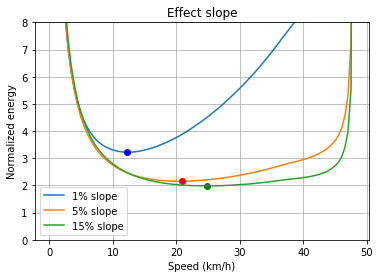 Effect slope
Normalized energy
8
7
6
5
4
3
2
1
0
1% slope
5% slope
15% slope
0 10 20 30 40 50
Speed (km/h)